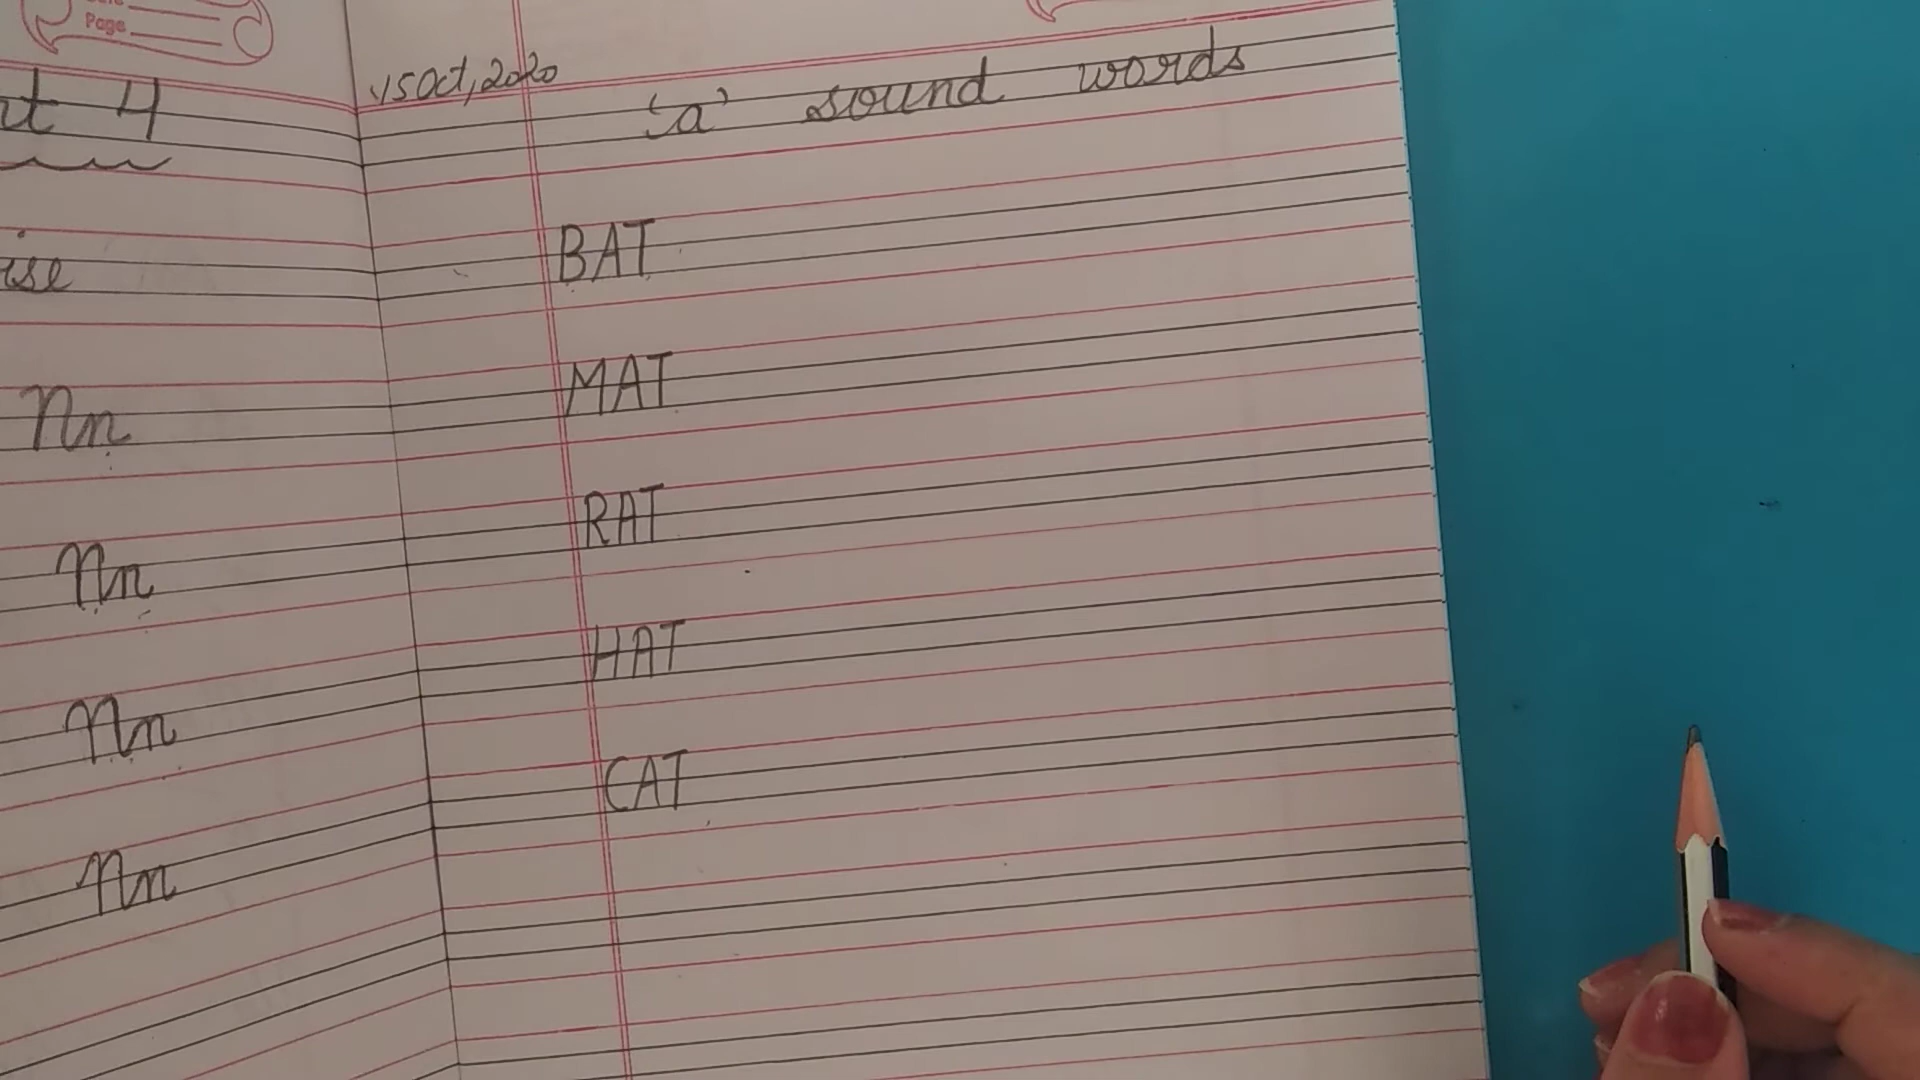 Page
t 4
ise
Nn
Nn
Nn
Nn
15 Oct, 2020
'a' sound words
BAT
MAT
RAT
HAT
CAT